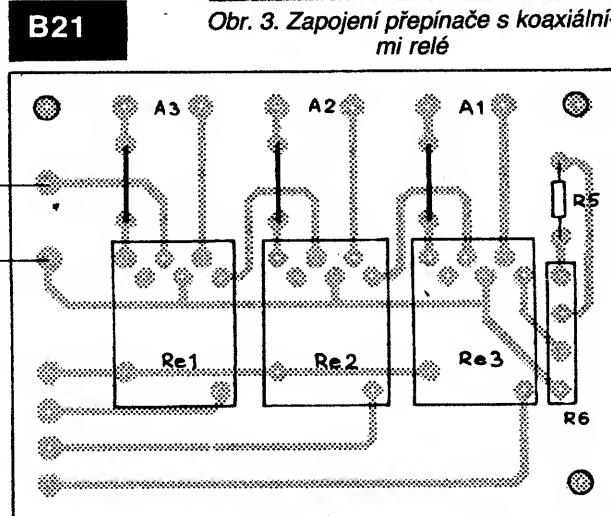 B21
Obr. 3. Zapojení přepínače s koaxiální-
mi relé
A3 A2 A1
R5
Re1 Re2 Re3
R6